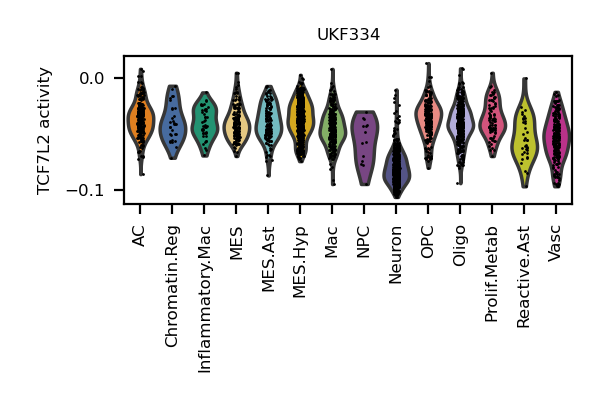 UKF334
TCF7L2 activity
0.0
−0.1
AC
Chromatin.Reg
Inflammatory.Mac
MES
MES.Ast
MES.Hyp
Mac
NPC
Neuron
OPC
Oligo
Prolif.Metab
Reactive.Ast
Vasc